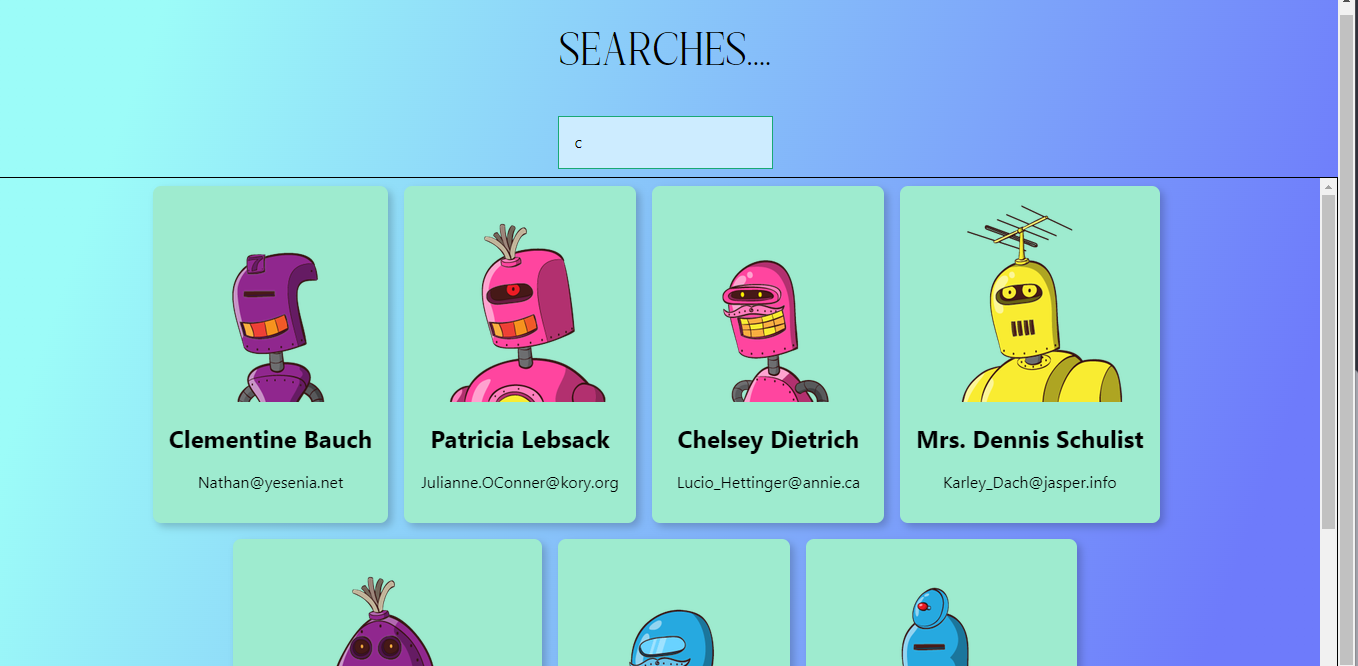 SEARCHES....
c
Clementine Bauch
Patricia Lebsack
Chelsey Dietrich
Mrs. Dennis Schulist
Nathan@yesenia.net
Julianne.OConner@kory.org
Lucio_Hettinger@annie.ca
Karley_Dach@jasper.info
7